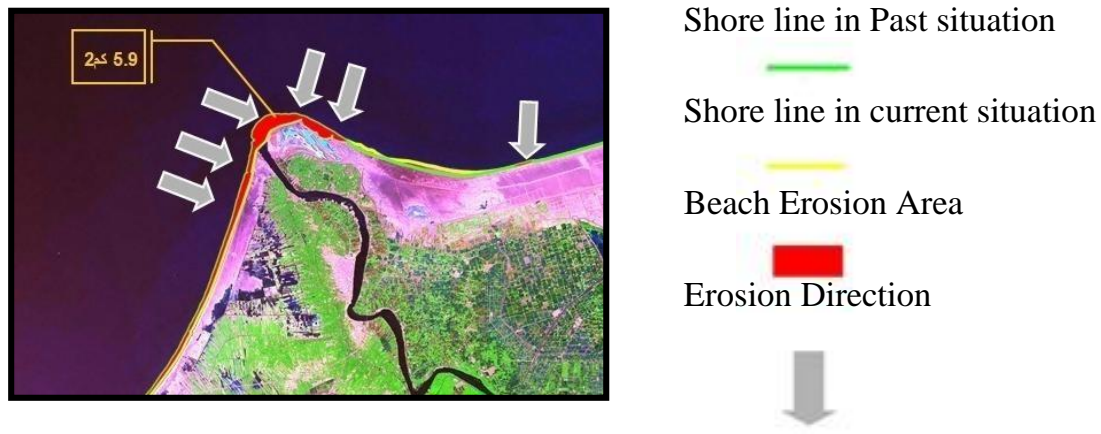 5.9 كم2
Shore line in Past situation
Shore line in current situation
Beach Erosion Area
Erosion Direction